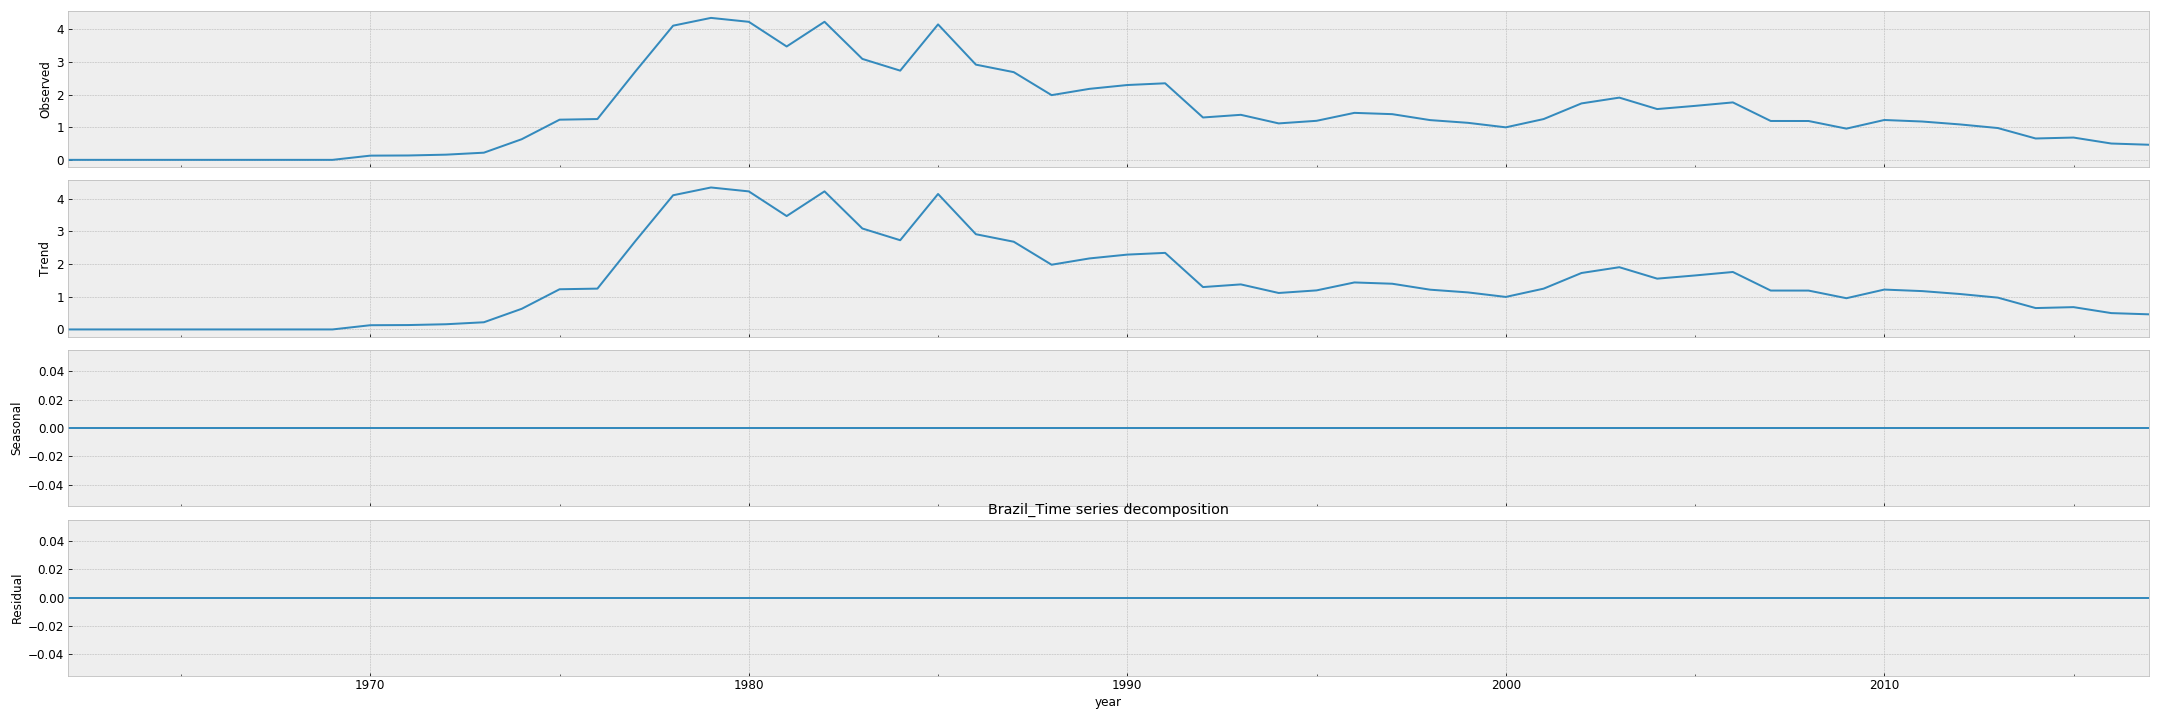 Observed
4
3
2
1
0
Trend
4
3
2
1
0
Seasonal
0.04
0.02
0.00
−0.02
−0.04
Brazil_Time series decomposition
Residual
0.04
0.02
0.00
−0.02
−0.04
1970 1980 1990 2000 2010
year